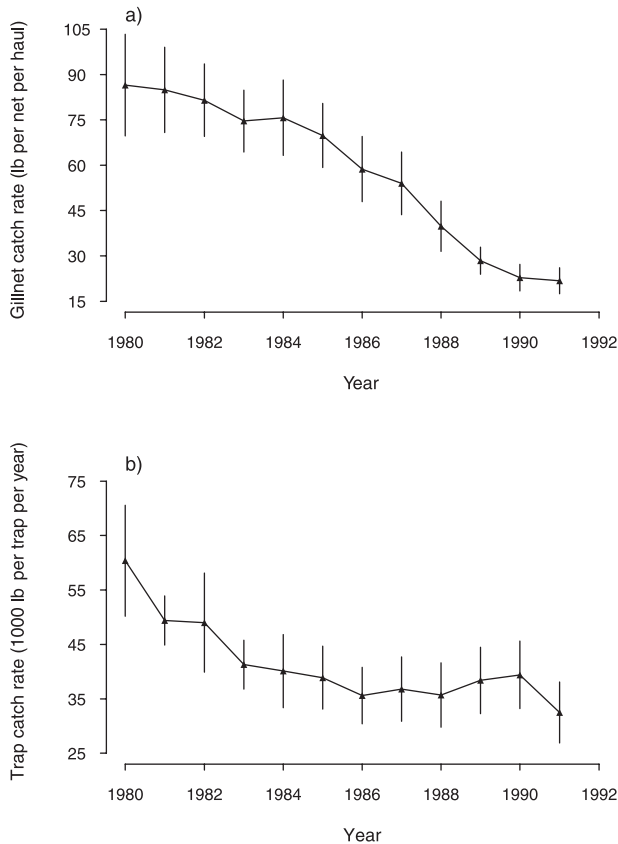 a)
Gillnet catch rate (lb per net per haul)
105
90
75
60
45
30
15
1980 1982 1984 1986 1988 1990 1992
Year
b)
Trap catch rate (1000 lb per trap per year)
75
65
55
45
35
25
1980 1982 1984 1986 1988 1990 1992
Year